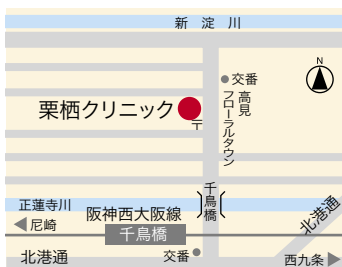 新淀川
N
交番
高見
フローラルタウン
栗栖クリニック
〒
千鳥橋
正蓮寺川
尼崎
阪神西大阪線
千鳥橋
北港通
北港通
交番
西九条